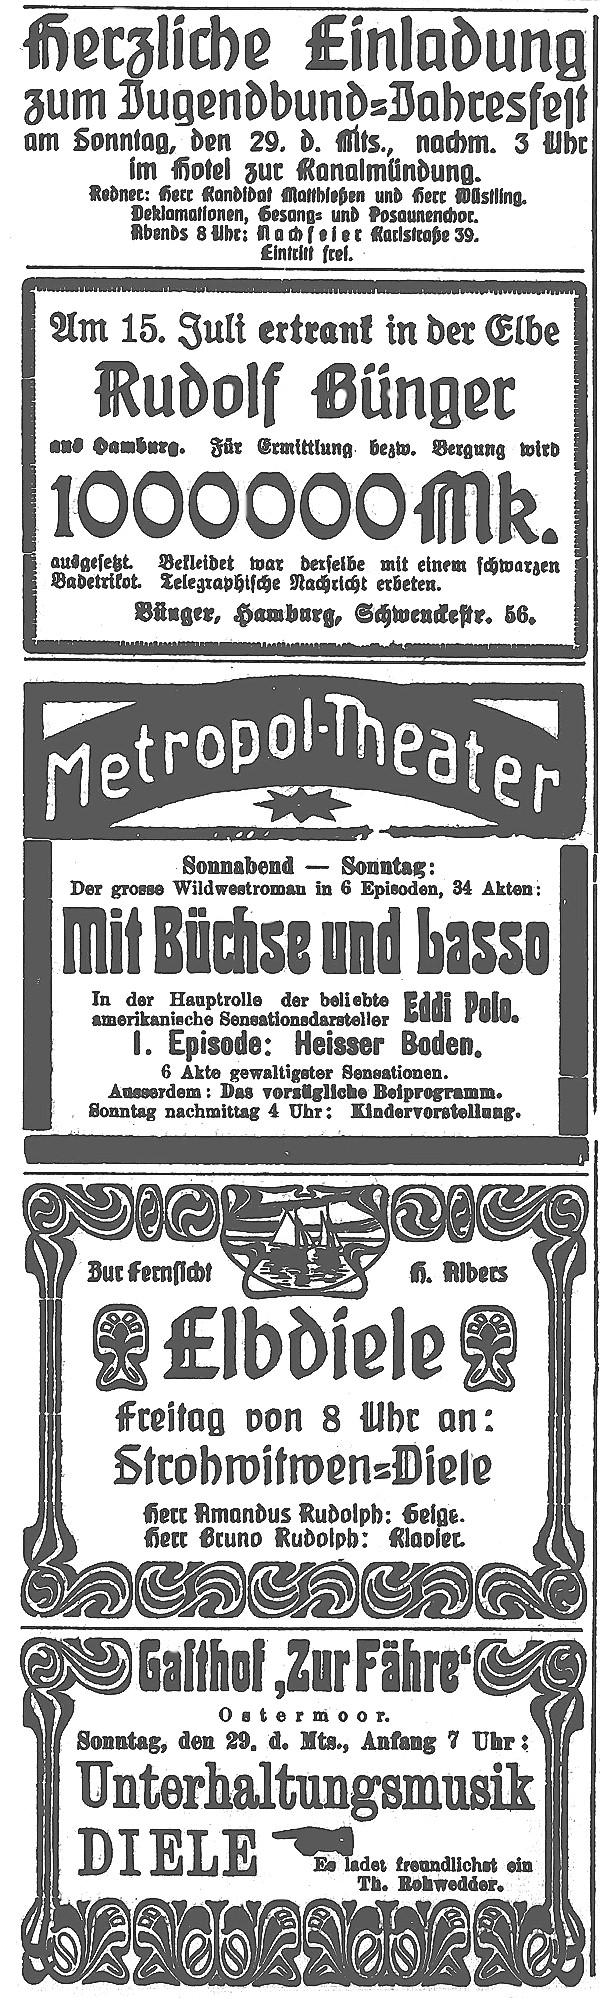 Herzliche Einladung
zum Jugendbund=Jahresfest
am Sonntag, den 29. d. Mts., nachm. 3 Uhr
im Hotel zur Kanalmündung.
Redner: Herr Kandidat Matthießen und Herr Wüstling.
Deklamationen, Gesang= und Posaunenchor.
Abends 8 Uhr: Nachfeier Karlstraße 39.
Eintritt frei.
Am 15. Juli ertrank in der Elbe
Rudolf Bünger
aus Hamburg. Für Ermittlung bezw. Bergung wird
1000000 Mk.
ausgesetzt. Bekleidet war derselbe mit einem schwarzen
Badetrikot. Telegraphische Nachricht erbeten.
Bünger, Hamburg, Schwenckestr. 56.
Metropol-Theater
Sonnabend — Sonntag:
Der grosse Wildwestroman in 6 Episoden, 34 Akten:
Mit Büchse und Lasso
In der Hauptrolle der beliebte
amerikanische Sensationsdarsteller Eddi Polo.
1. Episode: Heisser Boden.
6 Akte gewaltigster Sensationen.
Ausserdem: Das vorzügliche Beiprogramm.
Sonntag nachmittag 4 Uhr: Kindervorstellung.
Zur Fernsicht H. Albers
Elbdiele
Freitag von 8 Uhr an:
Strohwitwen=Diele
Herr Amandus Rudolph: Geige.
Herr Bruno Rudolph: Klavier.
Gasthof ‚Zur Fähre‘
Ostermoor.
Sonntag, den 29. d. Mts., Anfang 7 Uhr:
Unterhaltungsmusik
DIELE
Es ladet freundlichst ein
Th. Rohwedder.